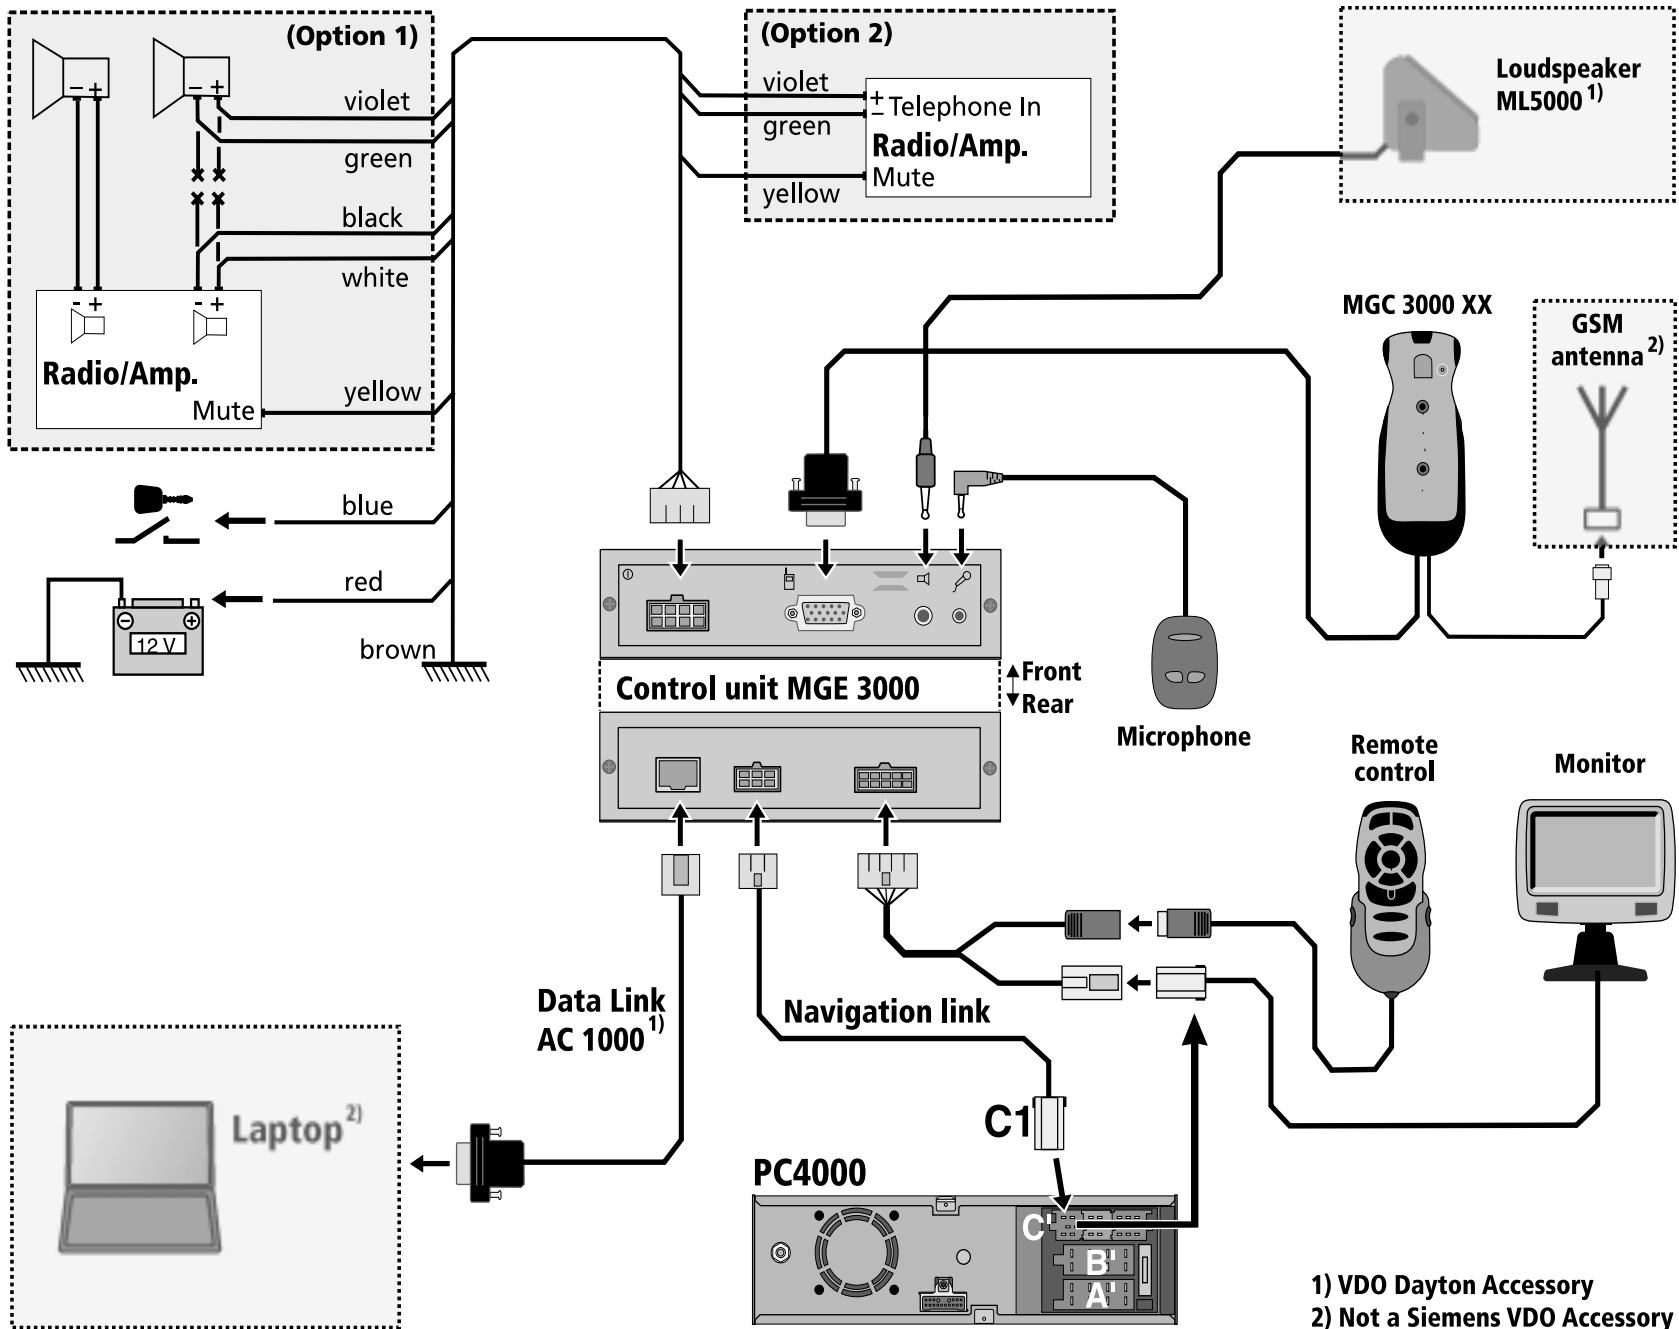 (Option 1)
- +
- +
violet
green
black
white
- +
- +
Radio/Amp.
Mute
yellow
blue
red
12 V
brown
(Option 2)
violet
green
yellow
+
- Telephone In
Radio/Amp.
Mute
Loudspeaker
ML5000 1)
MGC 3000 XX
GSM
antenna 2)
Control unit MGE 3000
Front
Rear
Microphone
Remote
control
Monitor
Data Link
AC 1000 1)
Navigation link
Laptop 2)
C1
PC4000
C'
B'
A'
1) VDO Dayton Accessory
2) Not a Siemens VDO Accessory